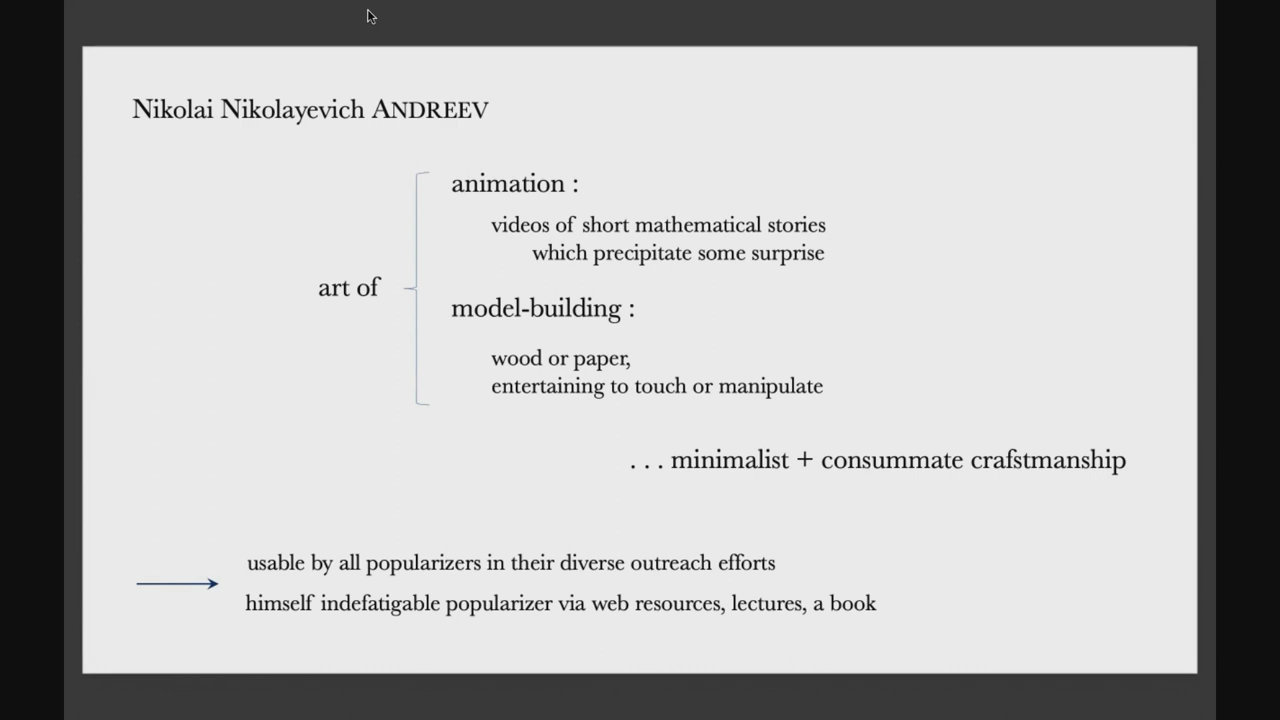 Nikolai Nikolayevich ANDREEV
animation :
videos of short mathematical stories
which precipitate some surprise
art of
model-building :
wood or paper,
entertaining to touch or manipulate
. . . minimalist + consummate crafstmanship
usable by all popularizers in their diverse outreach efforts
himself indefatigable popularizer via web resources, lectures, a book